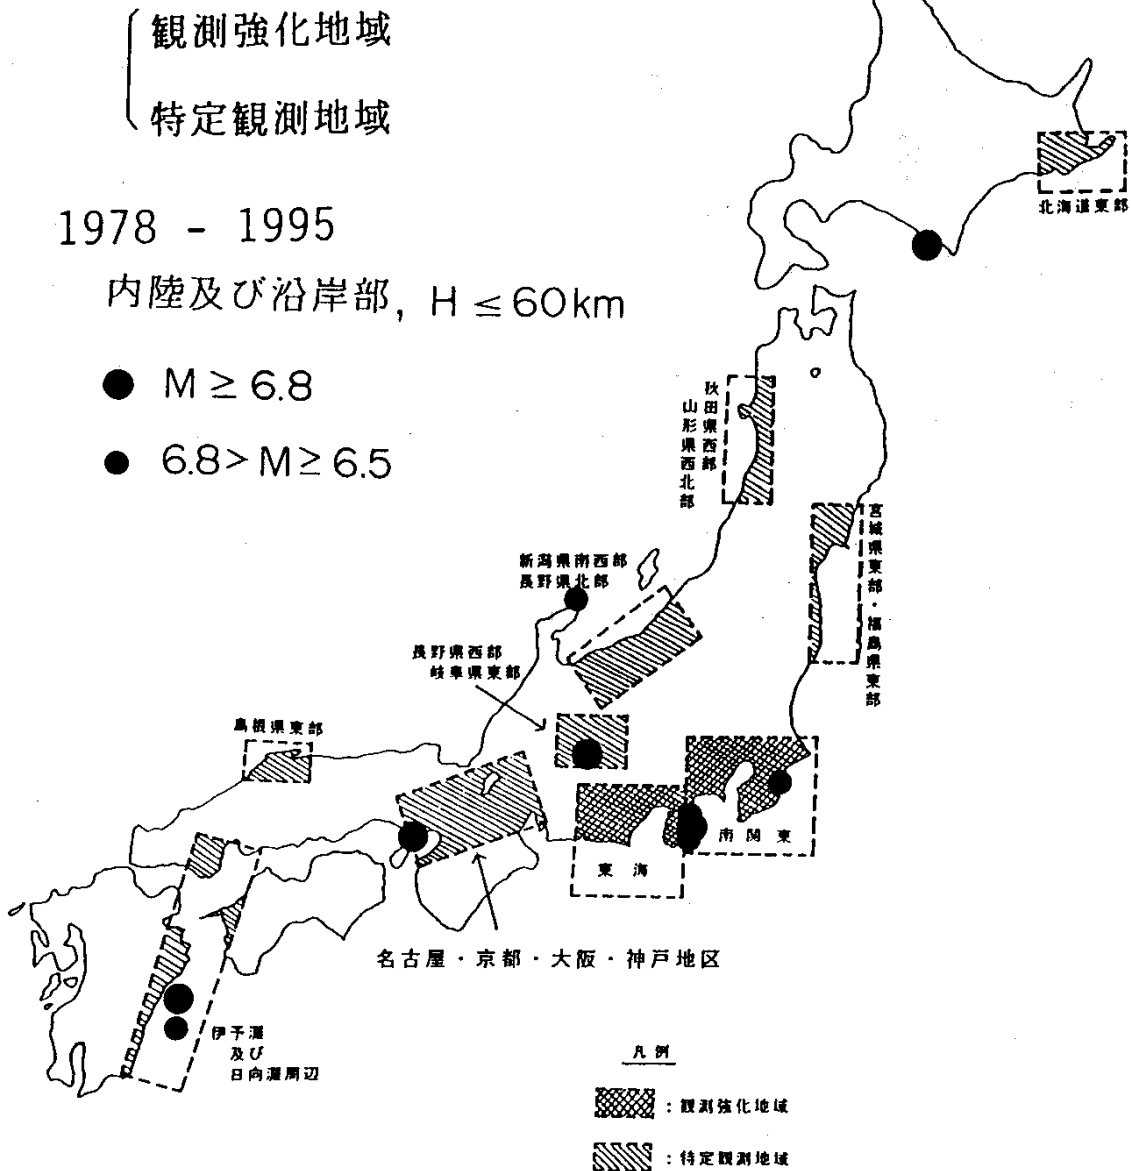 観測強化地域
特定観測地域
1978 - 1995
内陸及び沿岸部, H ≤ 60km
● M ≥ 6.8
● 6.8> M ≥ 6.5
北海道東部
秋田県西部
山形県西北部
宮城県東部・福島県東部
新潟県南西部
長野県北部
長野県西部
岐阜県東部
島根県東部
南関東
東海
名古屋・京都・大阪・神戸地区
伊予灘
及び
日向灘周辺
凡例
:観測強化地域
:特定観測地域